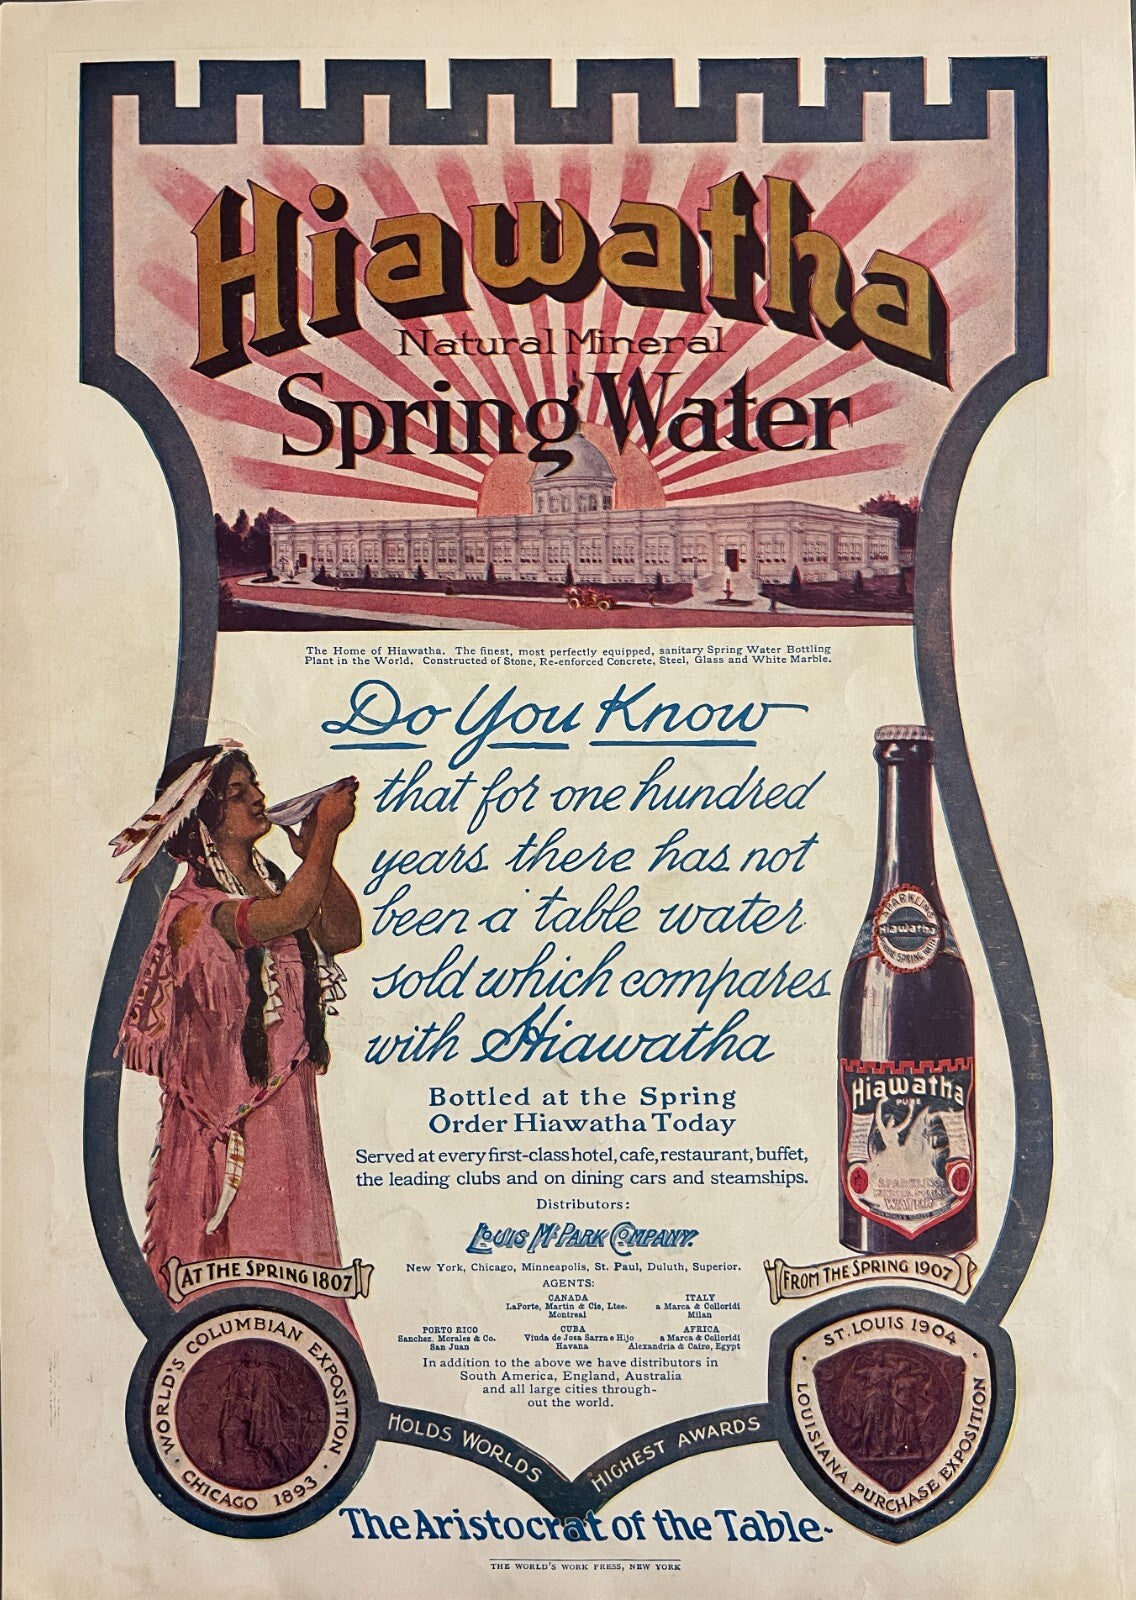 Hiawatha
Natural Mineral
Spring Water
The Home of Hiawatha. The finest, most perfectly equipped, sanitary Spring Water Bottling
Plant in the World. Constructed of Stone, Re-enforced Concrete, Steel, Glass and White Marble.
Do You Know
that for one hundred
years there has not
been a table water
sold which compares
with Hiawatha
Bottled at the Spring
Order Hiawatha Today
Served at every first-class hotel, cafe, restaurant, buffet,
the leading clubs and on dining cars and steamships.
Distributors:
Louis McPark Company.
New York, Chicago, Minneapolis, St. Paul, Duluth, Superior.
AGENTS:
CANADA
LaPorte, Martin & Cie, Ltee.
Montreal
ITALY
a Marca & Colloridi
Milan
PORTO RICO
Sanchez, Morales & Co.
San Juan
CUBA
Viuda de Josa Sarra e Hijo
Havana
AFRICA
a Marca & Colloridi
Alexandria & Cairo, Egypt
In addition to the above we have distributors in
South America, England, Australia
and all large cities through-
out the world.
SPARKLING
Hiawatha
SPRING WATER
Hiawatha
PURE
SPARKLING
WATER
AT THE SPRING 1807
FROM THE SPRING 1907
WORLD'S COLUMBIAN EXPOSITION
CHICAGO 1893
ST. LOUIS 1904
LOUISIANA PURCHASE EXPOSITION
HOLDS WORLDS HIGHEST AWARDS
The Aristocrat of the Table-
THE WORLD'S WORK PRESS, NEW YORK